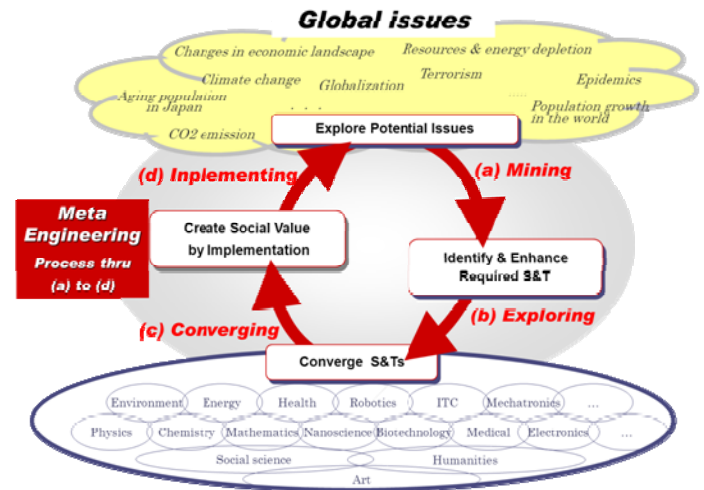 Global issues
Changes in economic landscape
Resources & energy depletion
Climate change
Globalization
Terrorism
Epidemics
Aging population
in Japan
. . .
.....
Population growth
in the world
CO2 emission
Explore Potential Issues
(d) Inplementing
(a) Mining
Meta
Engineering
Process thru
(a) to (d)
Create Social Value
by Implementation
Identify & Enhance
Required S&T
(c) Converging
(b) Exploring
Converge S&Ts
Environment Energy Health Robotics ITC Mechatronics ...
Physics Chemistry Mathematics Nanoscience Biotechnology Medical Electronics ...
Social science Humanities
Art